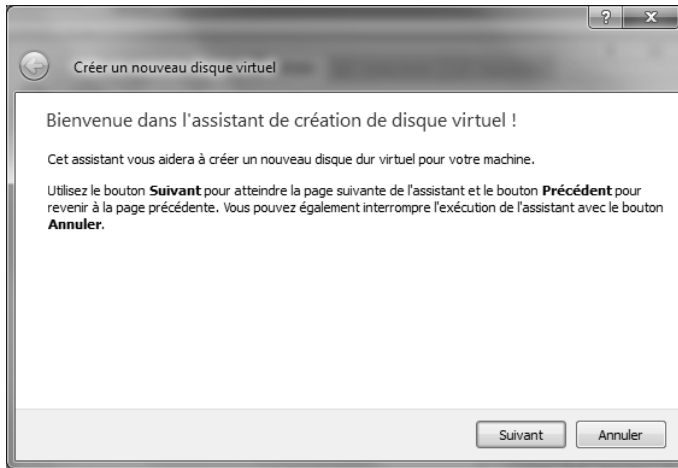 Créer un nouveau disque virtuel
Bienvenue dans l'assistant de création de disque virtuel !
Cet assistant vous aidera à créer un nouveau disque dur virtuel pour votre machine.
Utilisez le bouton Suivant pour atteindre la page suivante de l'assistant et le bouton Précédent pour
revenir à la page précédente. Vous pouvez également interrompre l'exécution de l'assistant avec le bouton
Annuler.
Suivant Annuler